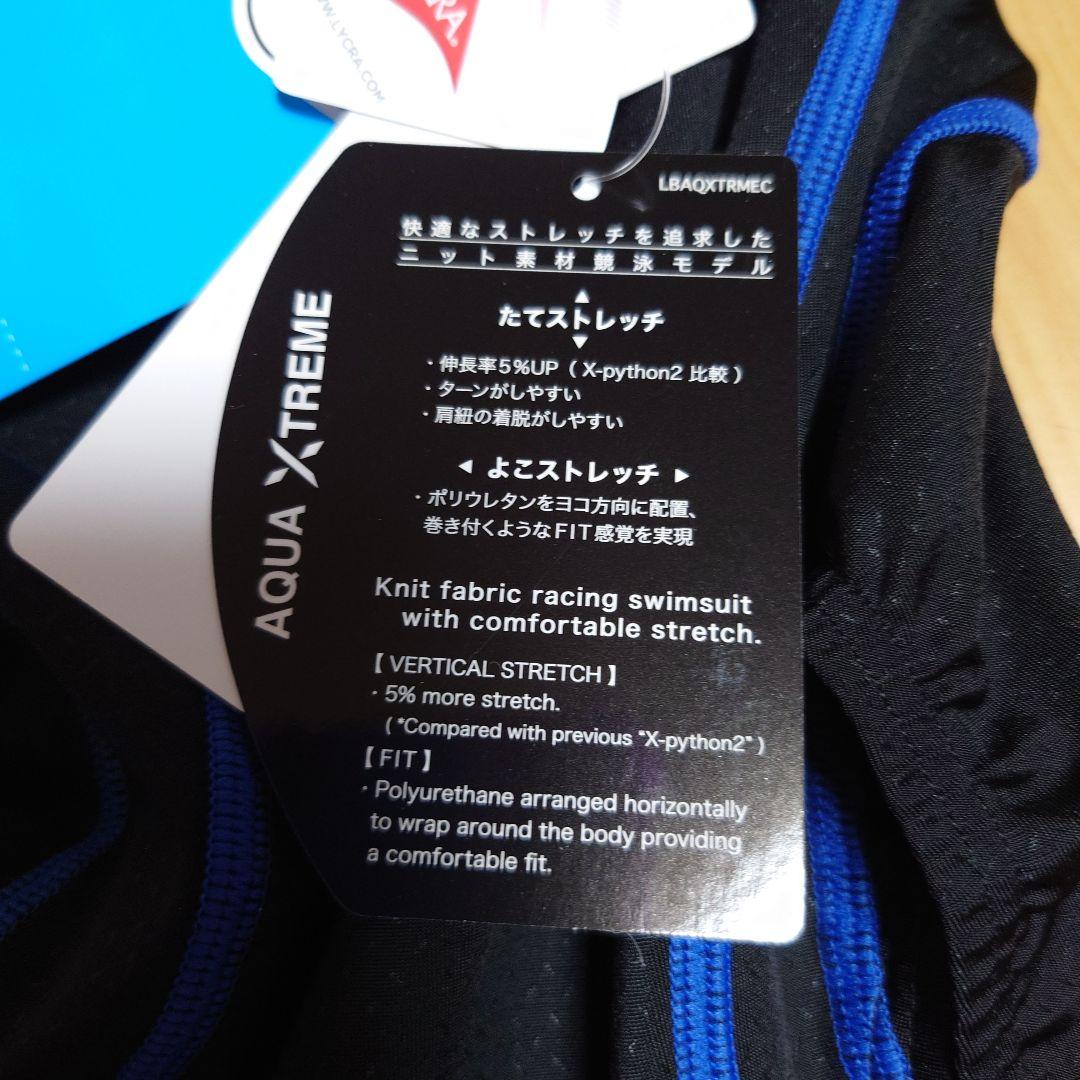 RA®
WWW.LYCRA.COM
LBAQXTRMEC
快適なストレッチを追求した
ニット素材競泳モデル
AQUA XTREME
▲
たてストレッチ
▼
・伸長率5%UP ( X-python2 比較 )
・ターンがしやすい
・肩紐の着脱がしやすい
◀ よこストレッチ ▶
・ポリウレタンをヨコ方向に配置、
巻き付くようなFIT感覚を実現
Knit fabric racing swimsuit
with comfortable stretch.
【 VERTICAL STRETCH 】
・5% more stretch.
( *Compared with previous “X-python2” )
【 FIT 】
・Polyurethane arranged horizontally
to wrap around the body providing
a comfortable fit.